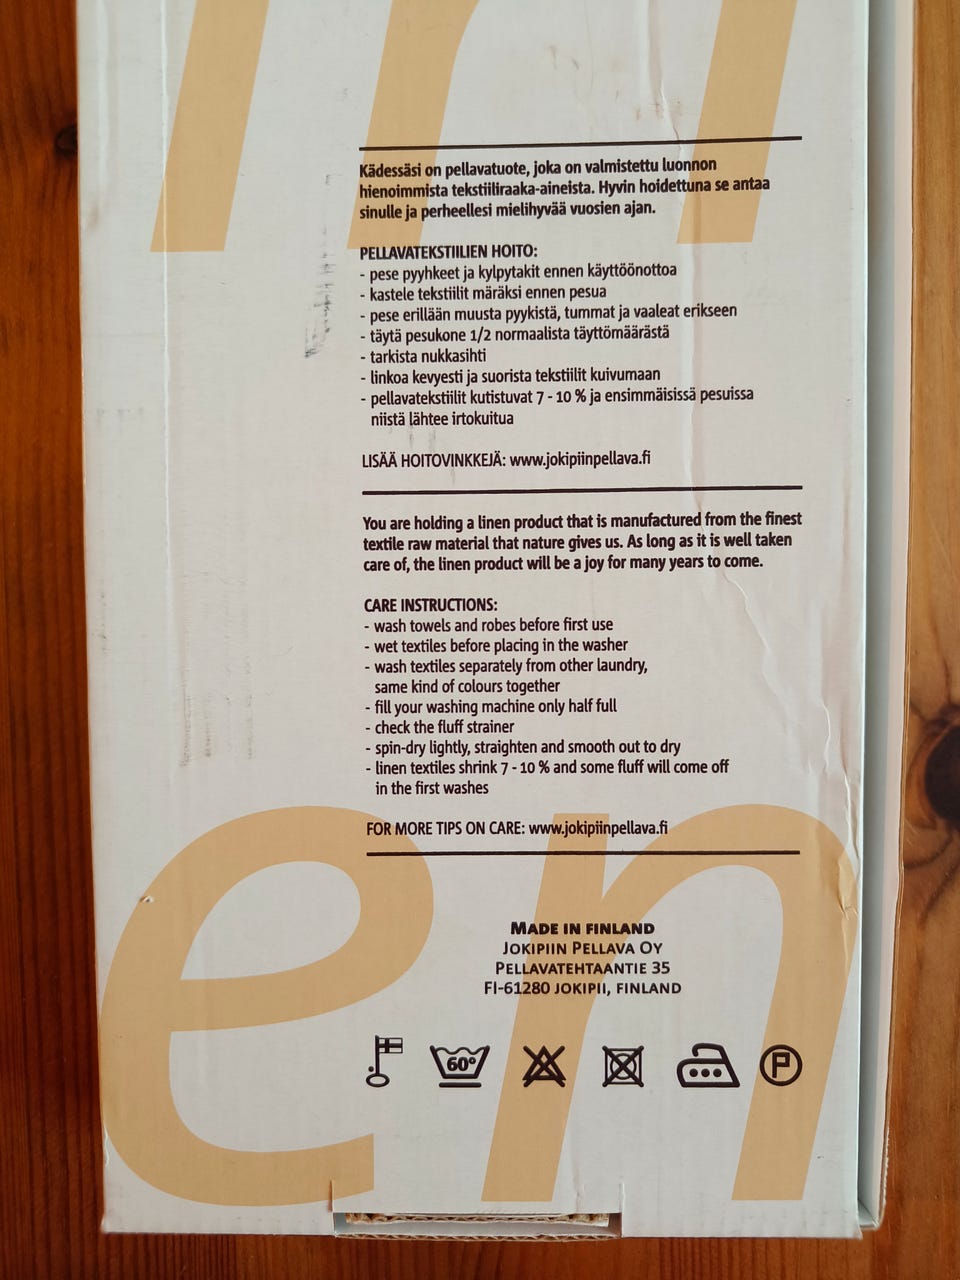 Kädessäsi on pellavatuote, joka on valmistettu luonnon
hienoimmista tekstiiliraaka-aineista. Hyvin hoidettuna se antaa
sinulle ja perheellesi mielihyvää vuosien ajan.
PELLAVATEKSTIILIEN HOITO:
- pese pyyhkeet ja kylpytakit ennen käyttöönottoa
- kastele tekstiilit märäksi ennen pesua
- pese erillään muusta pyykistä, tummat ja vaaleat erikseen
- täytä pesukone 1/2 normaalista täyttömäärästä
- tarkista nukkasihti
- linkoa kevyesti ja suorista tekstiilit kuivumaan
- pellavatekstiilit kutistuvat 7 - 10 % ja ensimmäisissä pesuissa
niistä lähtee irtokuitua
LISÄÄ HOITOVINKKEJÄ: www.jokipiinpellava.fi
You are holding a linen product that is manufactured from the finest
textile raw material that nature gives us. As long as it is well taken
care of, the linen product will be a joy for many years to come.
CARE INSTRUCTIONS:
- wash towels and robes before first use
- wet textiles before placing in the washer
- wash textiles separately from other laundry,
same kind of colours together
- fill your washing machine only half full
- check the fluff strainer
- spin-dry lightly, straighten and smooth out to dry
- linen textiles shrink 7 - 10 % and some fluff will come off
in the first washes
FOR MORE TIPS ON CARE: www.jokipiinpellava.fi
en
MADE IN FINLAND
JOKIPIIN PELLAVA OY
PELLAVATEHTAANTIE 35
FI-61280 JOKIPII, FINLAND
60° P